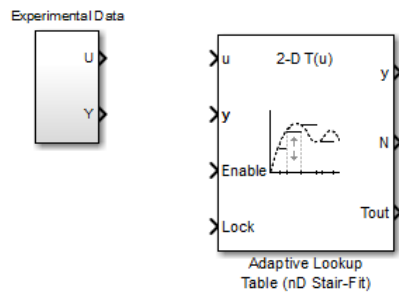 Experimental Data
U
Y
u
y
Enable
Lock
2-D T(u)
y
N
Tout
Adaptive Lookup
Table (nD Stair-Fit)